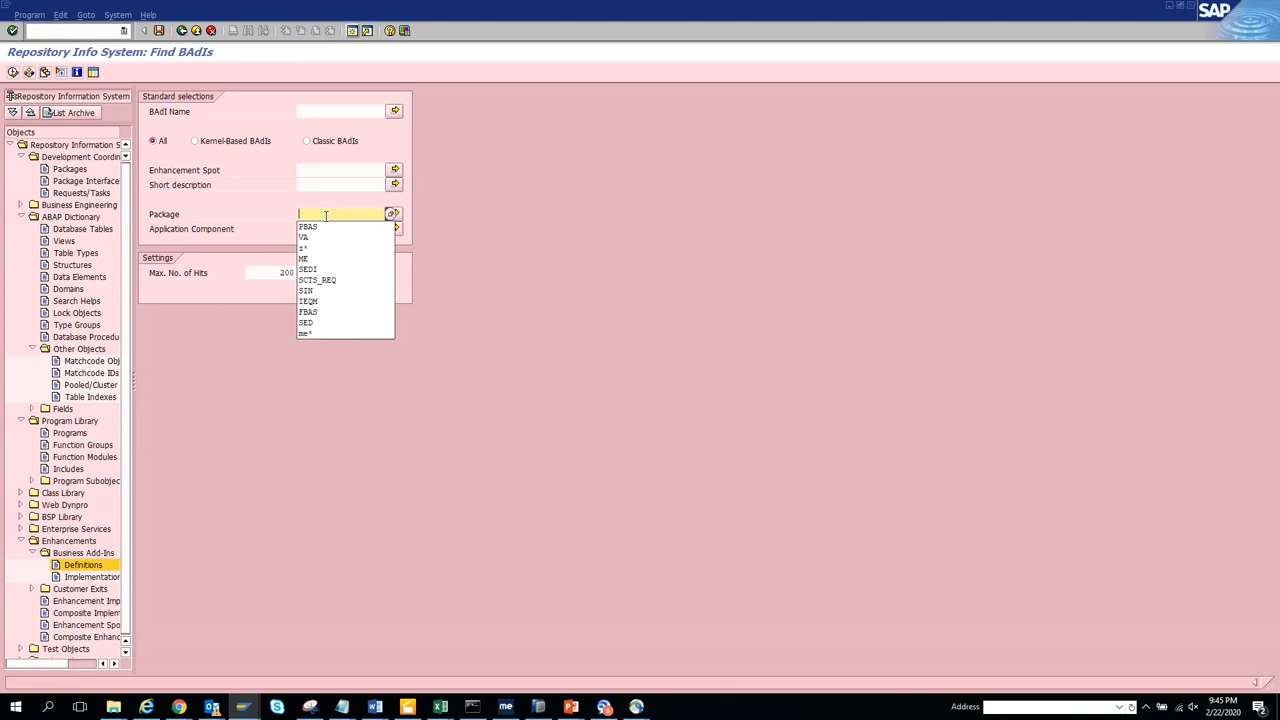 Program Edit Goto System Help
SAP
Repository Info System: Find BAdIs
Repository Information System
List Archive
Objects
Repository Information S
Development Coordin
Packages
Package Interface
Requests/Tasks
Business Engineering
ABAP Dictionary
Database Tables
Views
Table Types
Structures
Data Elements
Domains
Search Helps
Lock Objects
Type Groups
Database Procedu
Other Objects
Matchcode Obj
Matchcode IDs
Pooled/Cluster
Table Indexes
Fields
Program Library
Programs
Function Groups
Function Modules
Includes
Program Subobjec
Class Library
Web Dynpro
BSP Library
Enterprise Services
Enhancements
Business Add-Ins
Definitions
Implementation
Customer Exits
Enhancement Imp
Composite Implem
Enhancement Spo
Composite Enhanc
Test Objects
Standard selections
BAdI Name
All Kernel-Based BAdIs Classic BAdIs
Enhancement Spot
Short description
Package
Application Component
PBAS
VA
z*
ME
SEDI
SCTS_REQ
SIN
IEQM
FBAS
SED
me*
Settings
Max. No. of Hits 200
Address
9:45 PM
2/22/2020